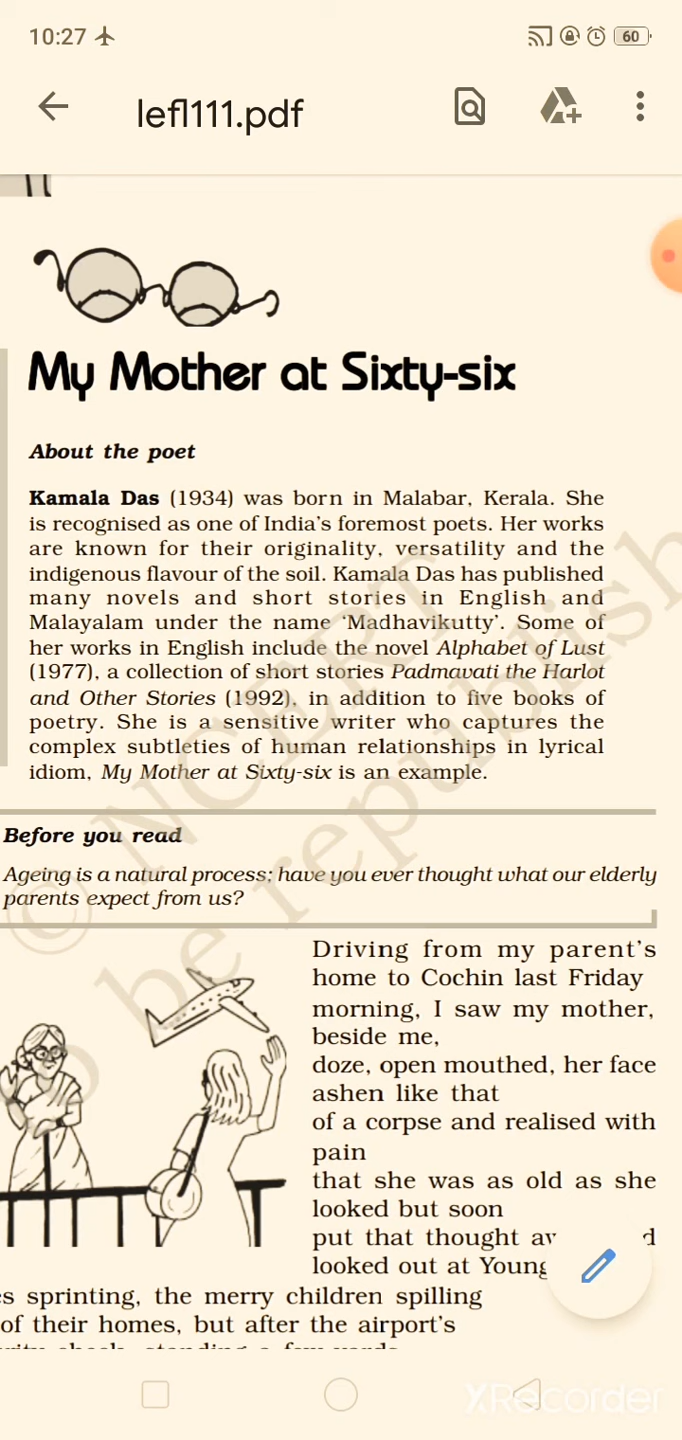 10:27
60
lefl111.pdf
My Mother at Sixty-six
About the poet
Kamala Das (1934) was born in Malabar, Kerala. She
is recognised as one of India's foremost poets. Her works
are known for their originality, versatility and the
indigenous flavour of the soil. Kamala Das has published
many novels and short stories in English and
Malayalam under the name 'Madhavikutty'. Some of
her works in English include the novel Alphabet of Lust
(1977), a collection of short stories Padmavati the Harlot
and Other Stories (1992), in addition to five books of
poetry. She is a sensitive writer who captures the
complex subtleties of human relationships in lyrical
idiom, My Mother at Sixty-six is an example.
Before you read
Ageing is a natural process; have you ever thought what our elderly
parents expect from us?
Driving from my parent's
home to Cochin last Friday
morning, I saw my mother,
beside me,
doze, open mouthed, her face
ashen like that
of a corpse and realised with
pain
that she was as old as she
looked but soon
put that thought
looked out at Young
sprinting, the merry children spilling
of their homes, but after the airport's
© NCERT
be republish
XRecorder